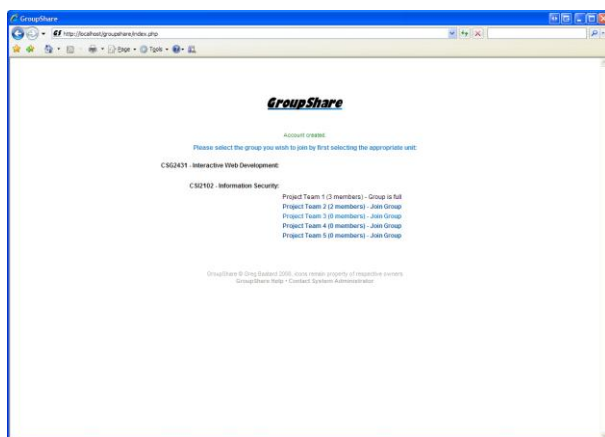 GroupShare
http://localhost/groupshare/index.php
Page Tools
GroupShare
Account created.
Please select the group you wish to join by first selecting the appropriate unit:
CSG2431 - Interactive Web Development:
CSI2102 - Information Security:
Project Team 1 (3 members) - Group is full
Project Team 2 (2 members) - Join Group
Project Team 3 (0 members) - Join Group
Project Team 4 (0 members) - Join Group
Project Team 5 (0 members) - Join Group
GroupShare © Greg Baatard 2006, icons remain property of respective owners
GroupShare Help • Contact System Administrator